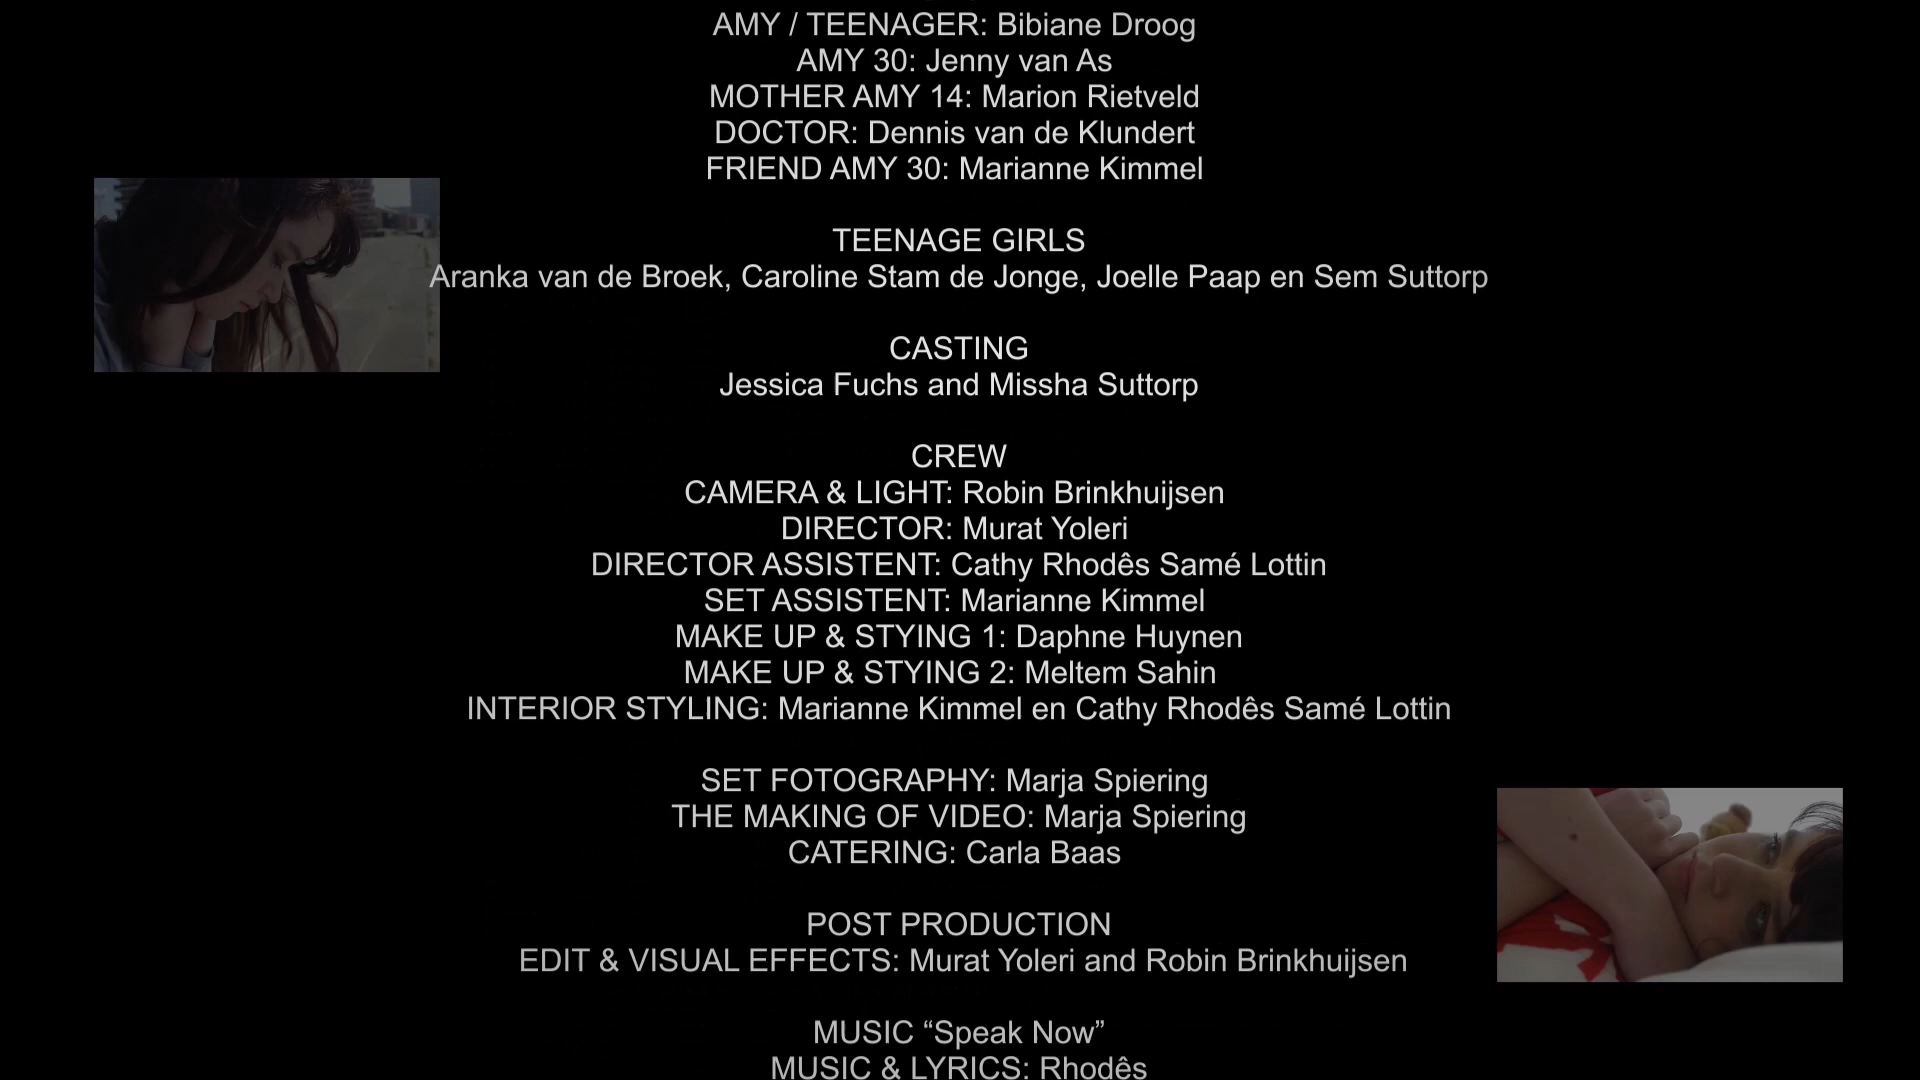 AMY / TEENAGER: Bibiane Droog
AMY 30: Jenny van As
MOTHER AMY 14: Marion Rietveld
DOCTOR: Dennis van de Klundert
FRIEND AMY 30: Marianne Kimmel
TEENAGE GIRLS
Aranka van de Broek, Caroline Stam de Jonge, Joelle Paap en Sem Suttorp
CASTING
Jessica Fuchs and Missha Suttorp
CREW
CAMERA & LIGHT: Robin Brinkhuijsen
DIRECTOR: Murat Yoleri
DIRECTOR ASSISTENT: Cathy Rhodês Samé Lottin
SET ASSISTENT: Marianne Kimmel
MAKE UP & STYING 1: Daphne Huynen
MAKE UP & STYING 2: Meltem Sahin
INTERIOR STYLING: Marianne Kimmel en Cathy Rhodês Samé Lottin
SET FOTOGRAPHY: Marja Spiering
THE MAKING OF VIDEO: Marja Spiering
CATERING: Carla Baas
POST PRODUCTION
EDIT & VISUAL EFFECTS: Murat Yoleri and Robin Brinkhuijsen
MUSIC “Speak Now”
MUSIC & LYRICS: Rhodês